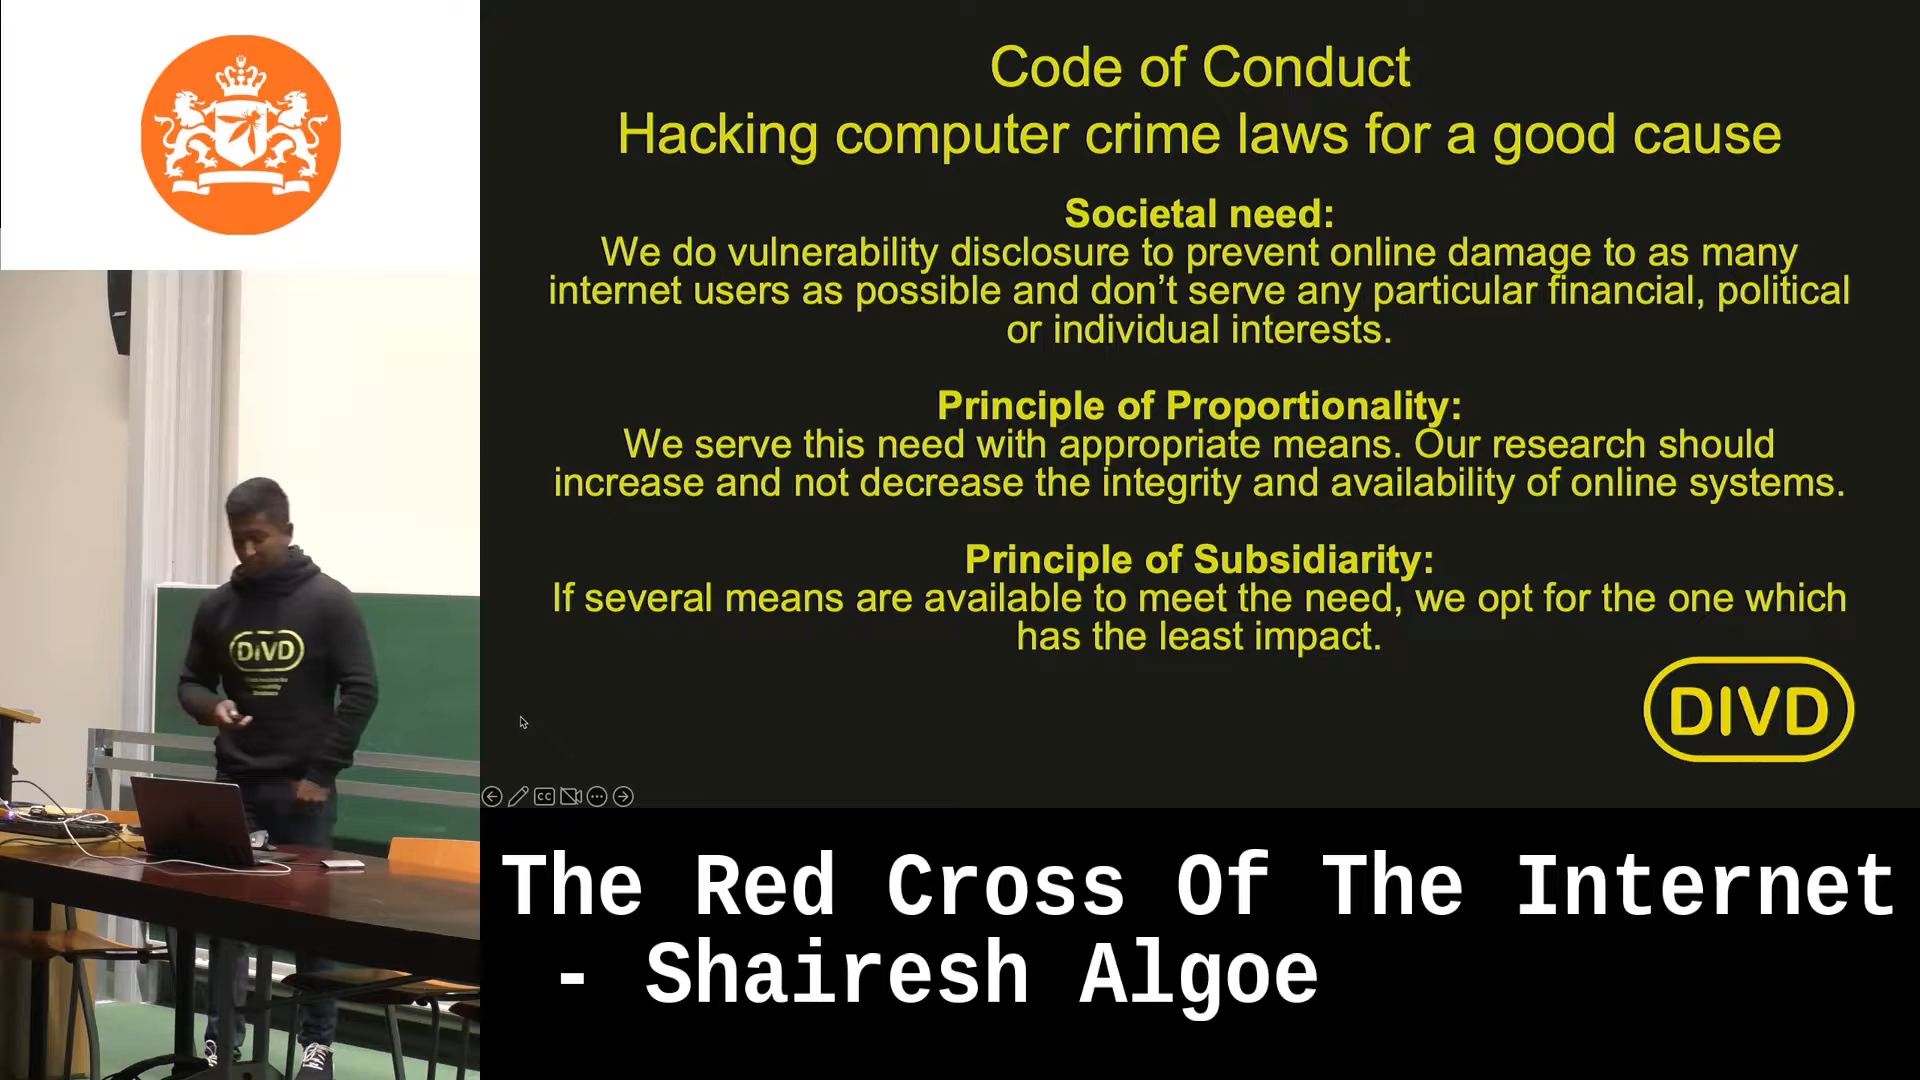 Code of Conduct
Hacking computer crime laws for a good cause
Societal need:
We do vulnerability disclosure to prevent online damage to as many
internet users as possible and don’t serve any particular financial, political
or individual interests.
Principle of Proportionality:
We serve this need with appropriate means. Our research should
increase and not decrease the integrity and availability of online systems.
Principle of Subsidiarity:
If several means are available to meet the need, we opt for the one which
has the least impact.
DIVD
CC
DIVD
The Red Cross Of The Internet
- Shairesh Algoe